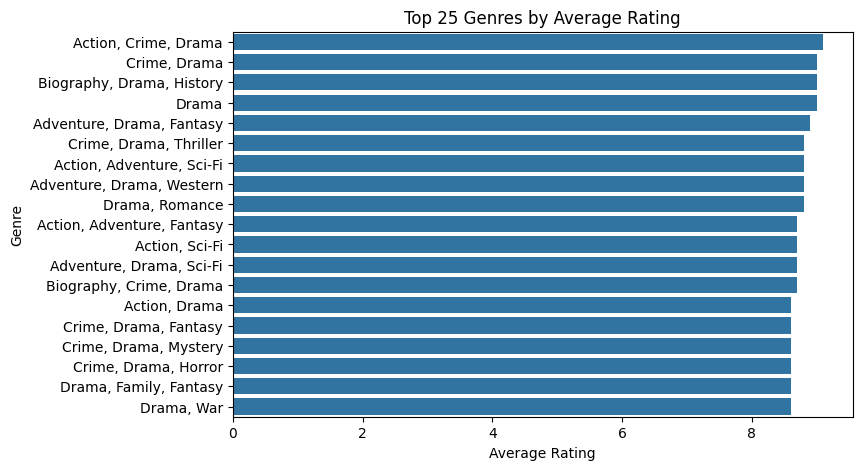 Top 25 Genres by Average Rating
Genre
Action, Crime, Drama
Crime, Drama
Biography, Drama, History
Drama
Adventure, Drama, Fantasy
Crime, Drama, Thriller
Action, Adventure, Sci-Fi
Adventure, Drama, Western
Drama, Romance
Action, Adventure, Fantasy
Action, Sci-Fi
Adventure, Drama, Sci-Fi
Biography, Crime, Drama
Action, Drama
Crime, Drama, Fantasy
Crime, Drama, Mystery
Crime, Drama, Horror
Drama, Family, Fantasy
Drama, War
0 2 4 6 8
Average Rating